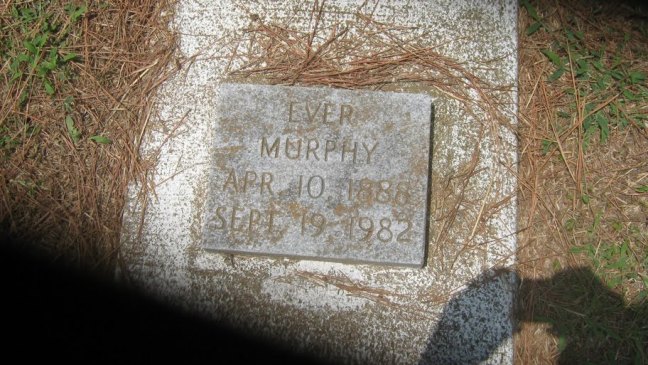 EVER
MURPHY
APR. 10, 1888
SEPT. 19, 1982